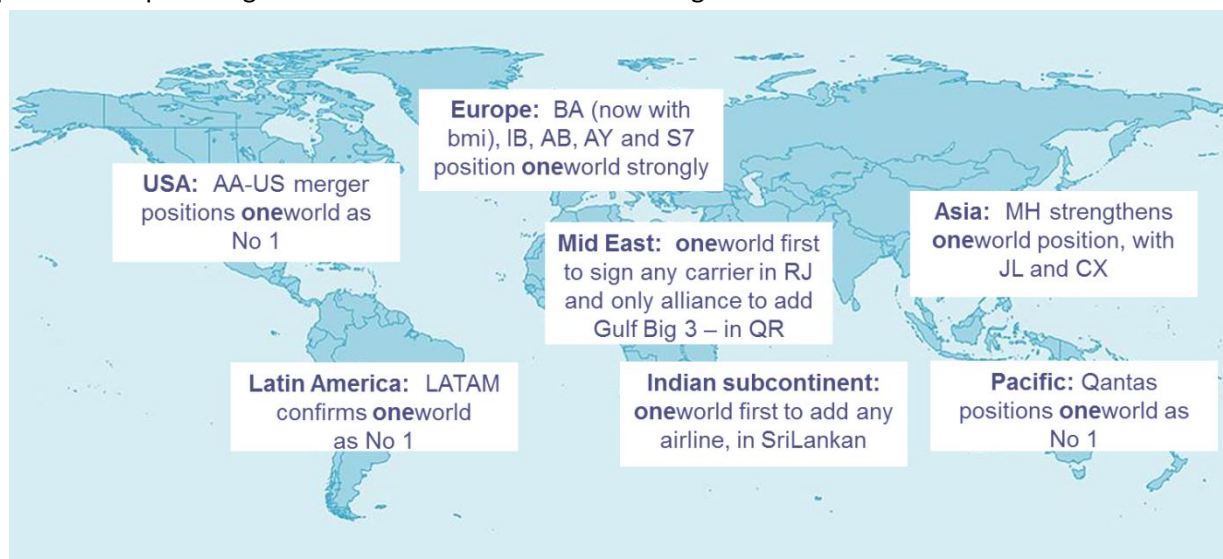 Europe: BA (now with
bmi), IB, AB, AY and S7
position oneworld strongly
USA: AA-US merger
positions oneworld as
No 1
Asia: MH strengthens
oneworld position, with
JL and CX
Mid East: oneworld first
to sign any carrier in RJ
and only alliance to add
Gulf Big 3 – in QR
Latin America: LATAM
confirms oneworld
as No 1
Indian subcontinent:
oneworld first to add any
airline, in SriLankan
Pacific: Qantas
positions oneworld as
No 1